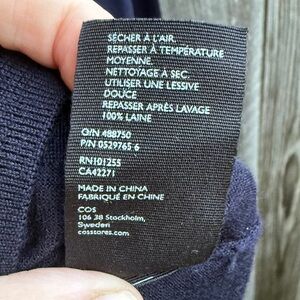 SÉCHER À L'AIR.
REPASSER À TEMPÉRATURE
MOYENNE.
NETTOYAGE À SEC.
UTILISER UNE LESSIVE
DOUCE
REPASSER APRÈS LAVAGE
100% LAINE
O/N 488750
P/N 0529765 6
RN101255
CA42271
MADE IN CHINA
FABRIQUÉ EN CHINE
COS
106 38 Stockholm,
Sweden
cosstores.com